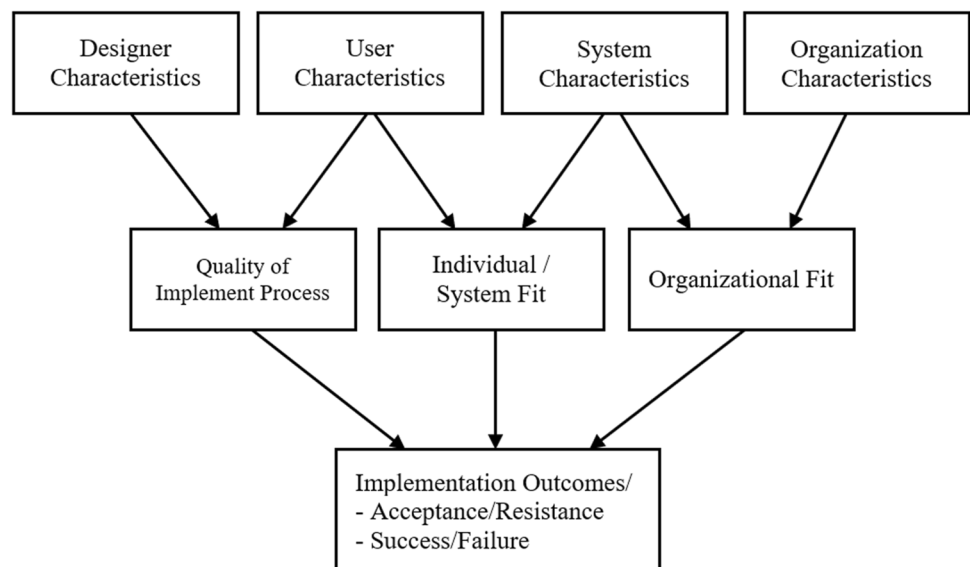 Designer
Characteristics
User
Characteristics
System
Characteristics
Organization
Characteristics
Quality of
Implement Process
Individual /
System Fit
Organizational Fit
Implementation Outcomes/
- Acceptance/Resistance
- Success/Failure